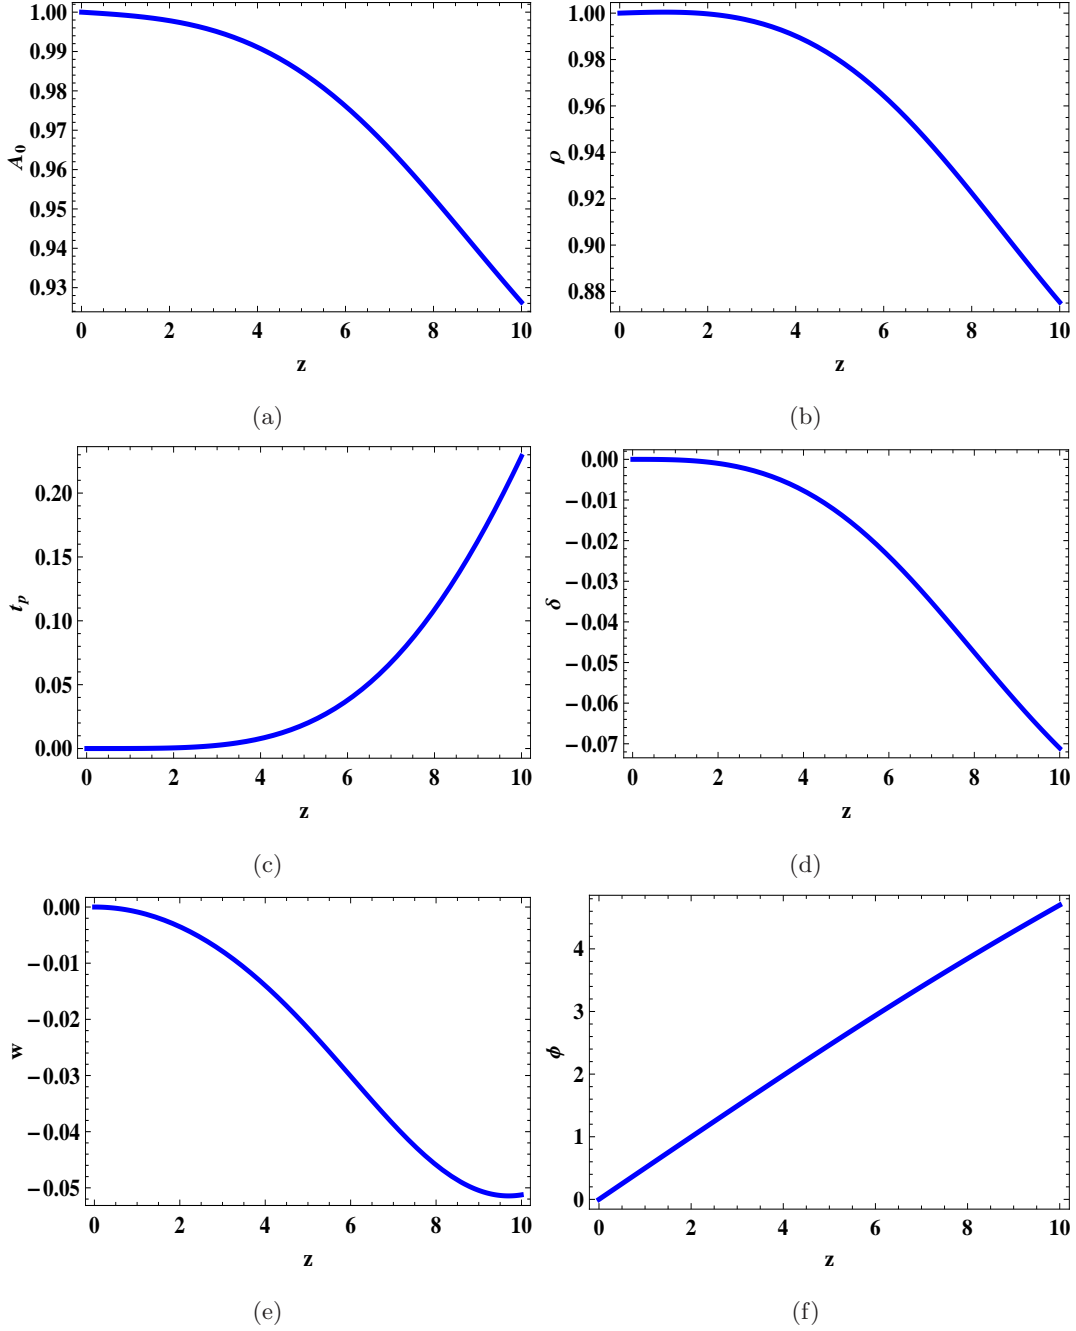 1.00
0.99
0.98
0.97
0.96
0.95
0.94
0.93
A0
0 2 4 6 8 10
z
(a)
1.00
0.98
0.96
0.94
0.92
0.90
0.88
ρ
0 2 4 6 8 10
z
(b)
0.20
0.15
0.10
0.05
0.00
tp
0 2 4 6 8 10
z
(c)
0.00
−0.01
−0.02
−0.03
−0.04
−0.05
−0.06
−0.07
δ
0 2 4 6 8 10
z
(d)
0.00
−0.01
−0.02
−0.03
−0.04
−0.05
w
0 2 4 6 8 10
z
(e)
4
3
2
1
0
ϕ
0 2 4 6 8 10
z
(f)